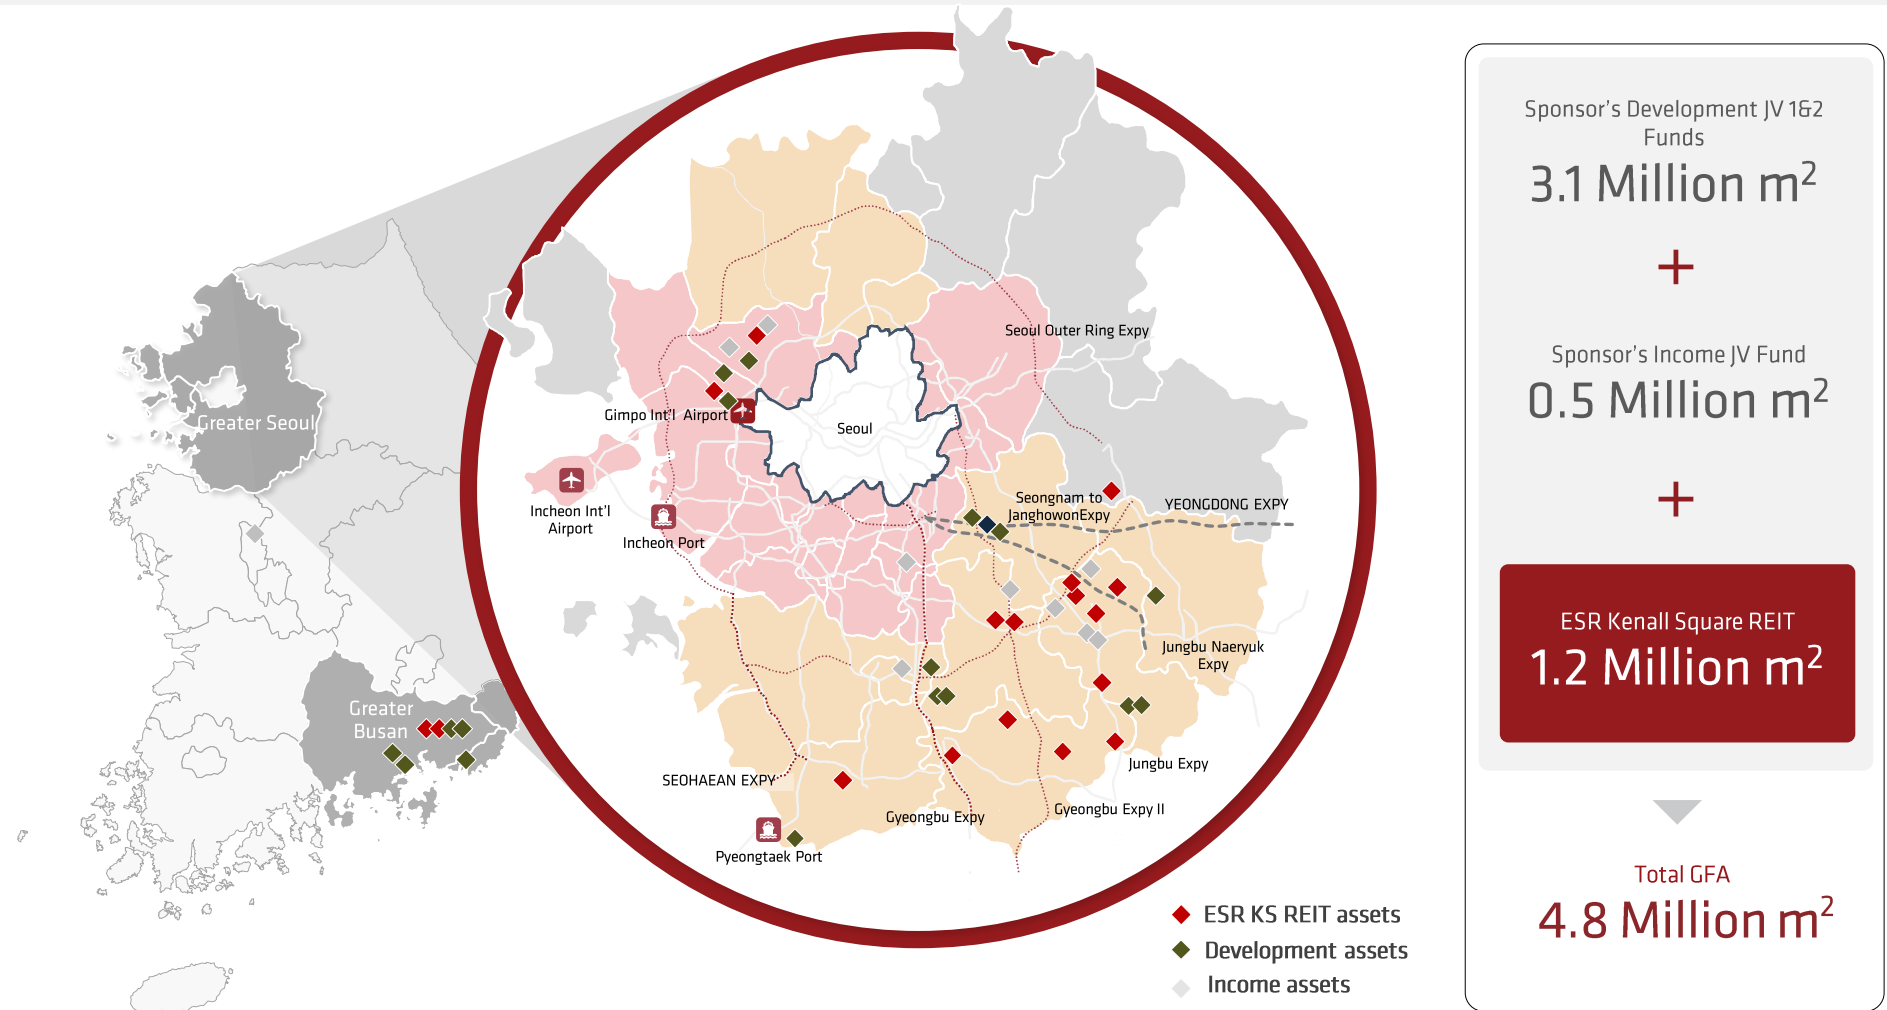 Greater Seoul
Greater
Busan
Seoul Outer Ring Expy
Gimpo Int'l Airport
Seoul
Incheon Int'l
Airport
Incheon Port
Seongnam to
JanghowonExpy
YEONGDONG EXPY
Jungbu Naeryuk
Expy
Jungbu Expy
SEOHAEAN EXPY
Gyeongbu Expy II
Gyeongbu Expy
Pyeongtaek Port
ESR KS REIT assets
Development assets
Income assets
Sponsor's Development JV 1&2
Funds
3.1 Million m²
+
Sponsor's Income JV Fund
0.5 Million m²
+
ESR Kenall Square REIT
1.2 Million m²
Total GFA
4.8 Million m²